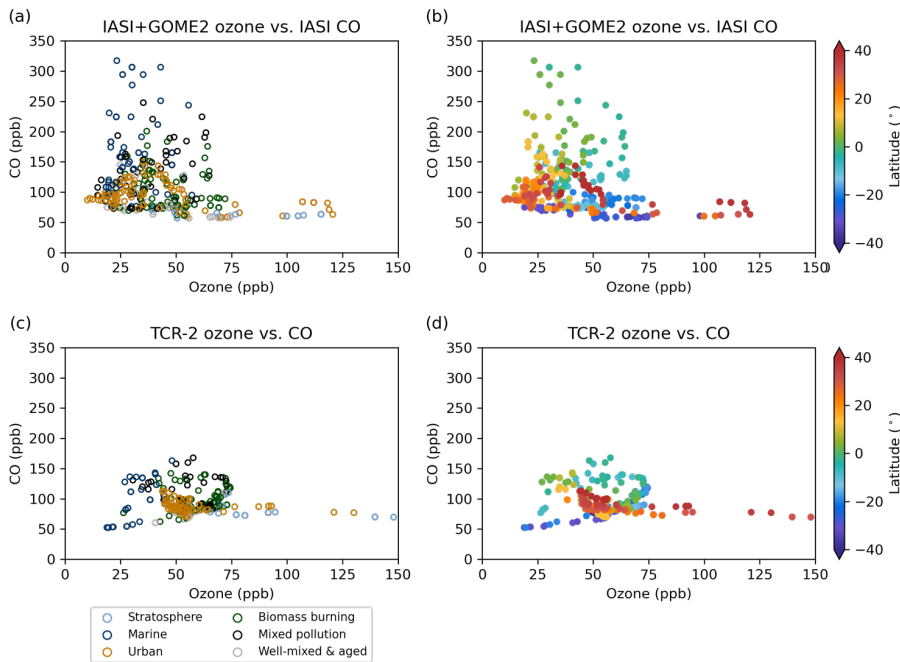 (a)
IASI+GOME2 ozone vs. IASI CO
350
300
250
200
150
100
50
0
CO (ppb)
0 25 50 75 100 125 150
Ozone (ppb)
(b)
IASI+GOME2 ozone vs. IASI CO
350
300
250
200
150
100
50
0
CO (ppb)
0 25 50 75 100 125 150
Ozone (ppb)
40
20
0
−20
−40
Latitude (°)
(c)
TCR-2 ozone vs. CO
350
300
250
200
150
100
50
0
CO (ppb)
0 25 50 75 100 125 150
Ozone (ppb)
(d)
TCR-2 ozone vs. CO
350
300
250
200
150
100
50
0
CO (ppb)
0 25 50 75 100 125 150
Ozone (ppb)
40
20
0
−20
−40
Latitude (°)
Stratosphere
Marine
Urban
Biomass burning
Mixed pollution
Well-mixed & aged